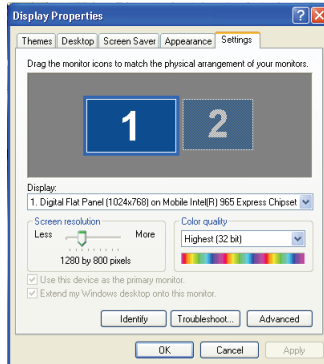 Display Properties
Themes Desktop Screen Saver Appearance Settings
Drag the monitor icons to match the physical arrangement of your monitors.
1 2
Display:
1. Digital Flat Panel (1024x768) on Mobile Intel(R) 965 Express Chipset
Screen resolution Color quality
Less More Highest (32 bit)
1280 by 800 pixels
Use this device as the primary monitor.
Extend my Windows desktop onto this monitor.
Identify Troubleshoot... Advanced
OK Cancel Apply